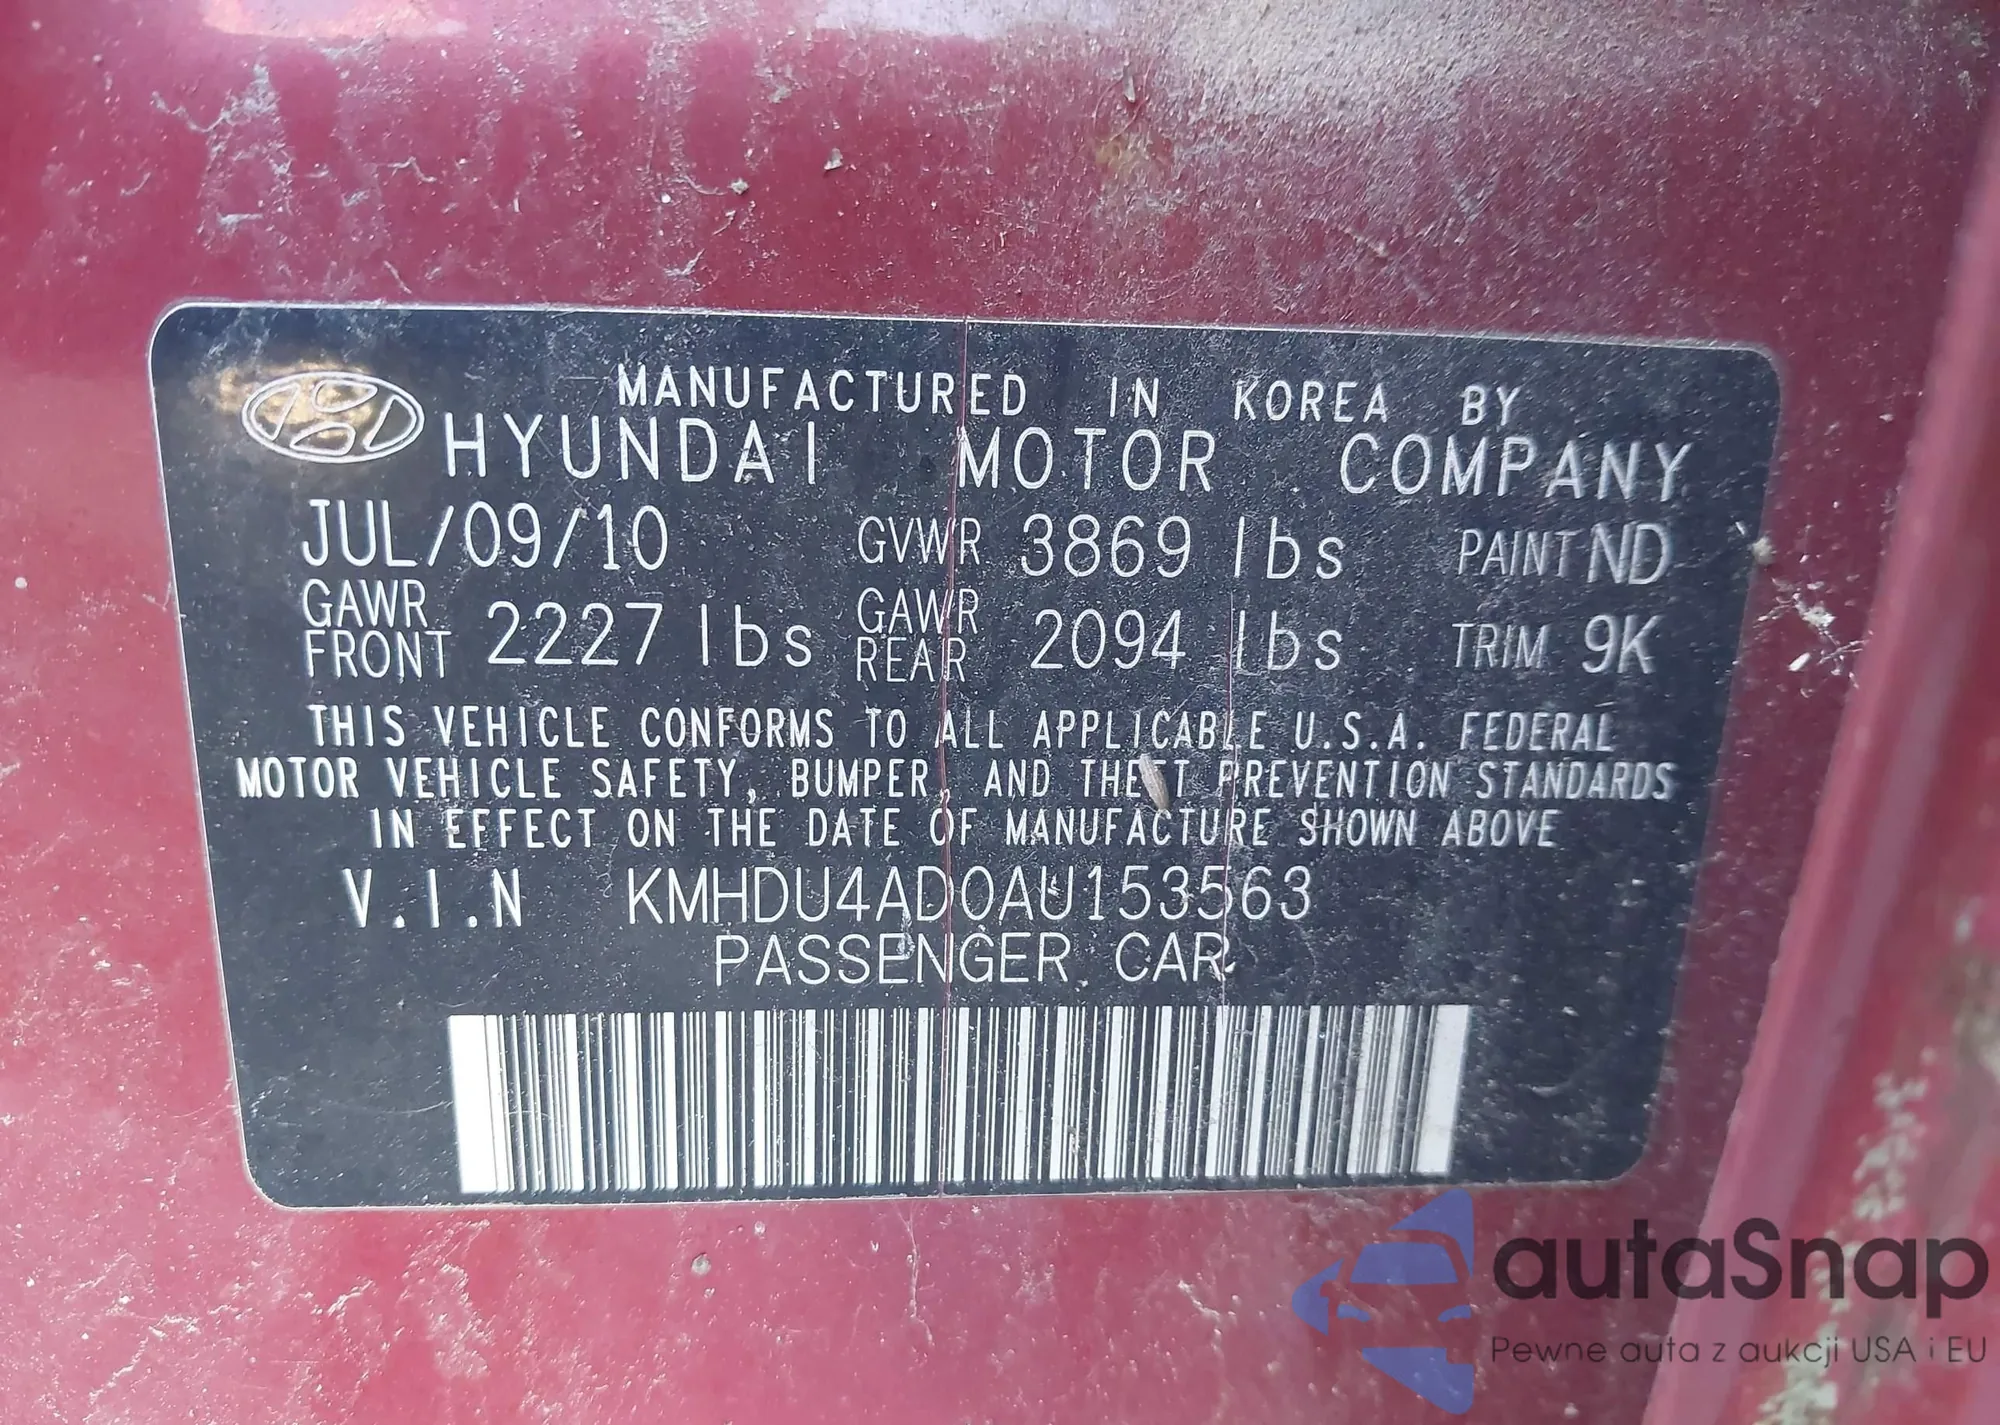 MANUFACTURED IN KOREA BY
HYUNDAI MOTOR COMPANY
JUL/09/10 GVWR 3869 lbs PAINT ND
GAWR FRONT 2227 lbs GAWR REAR 2094 lbs TRIM 9K
THIS VEHICLE CONFORMS TO ALL APPLICABLE U.S.A. FEDERAL
MOTOR VEHICLE SAFETY, BUMPER, AND THEFT PREVENTION STANDARDS
IN EFFECT ON THE DATE OF MANUFACTURE SHOWN ABOVE
V.I.N KMHDU4AD0AU153563
PASSENGER CAR
autaSnap
Pewne auta z aukcji USA i EU